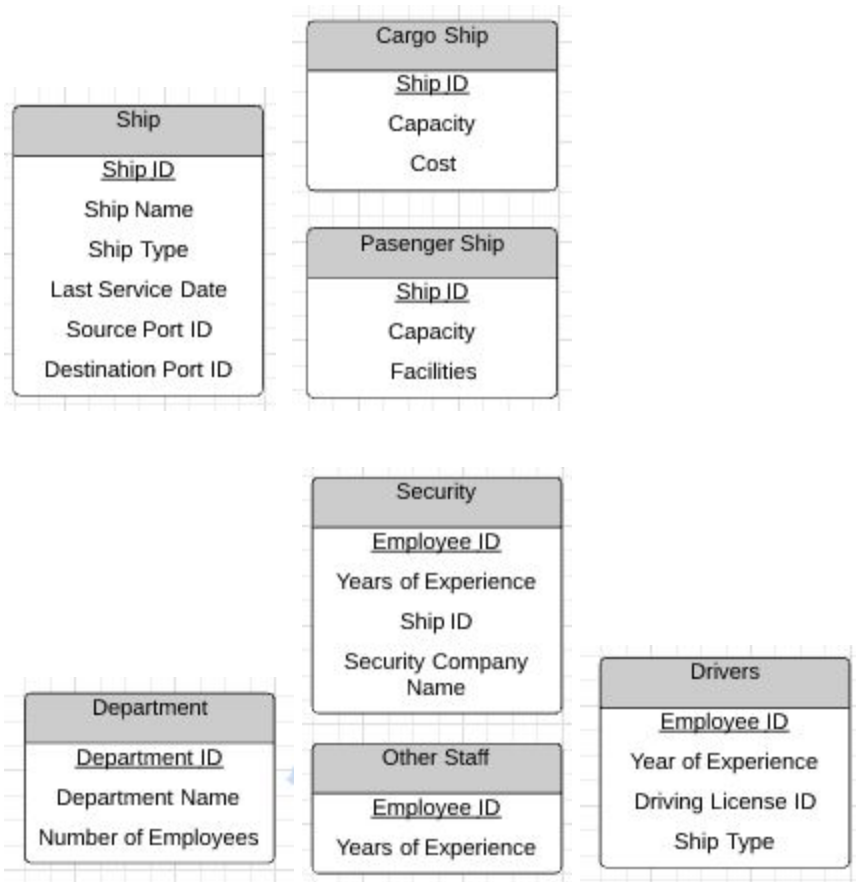 Ship
Ship ID
Ship Name
Ship Type
Last Service Date
Source Port ID
Destination Port ID
Cargo Ship
Ship ID
Capacity
Cost
Pasenger Ship
Ship ID
Capacity
Facilities
Department
Department ID
Department Name
Number of Employees
Security
Employee ID
Years of Experience
Ship ID
Security Company
Name
Other Staff
Employee ID
Years of Experience
Drivers
Employee ID
Year of Experience
Driving License ID
Ship Type